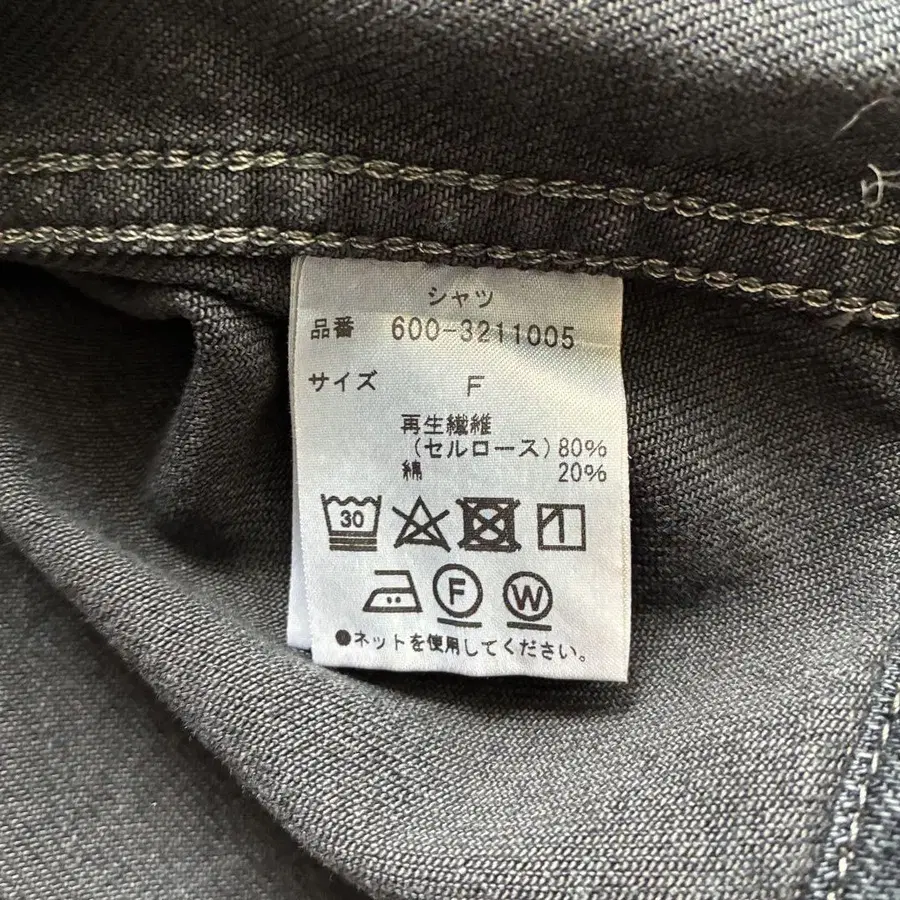 シャツ
品番 600-3211005
サイズ F
再生繊維
(セルロース)80%
綿 20%
30
F W
●ネットを使用してください。